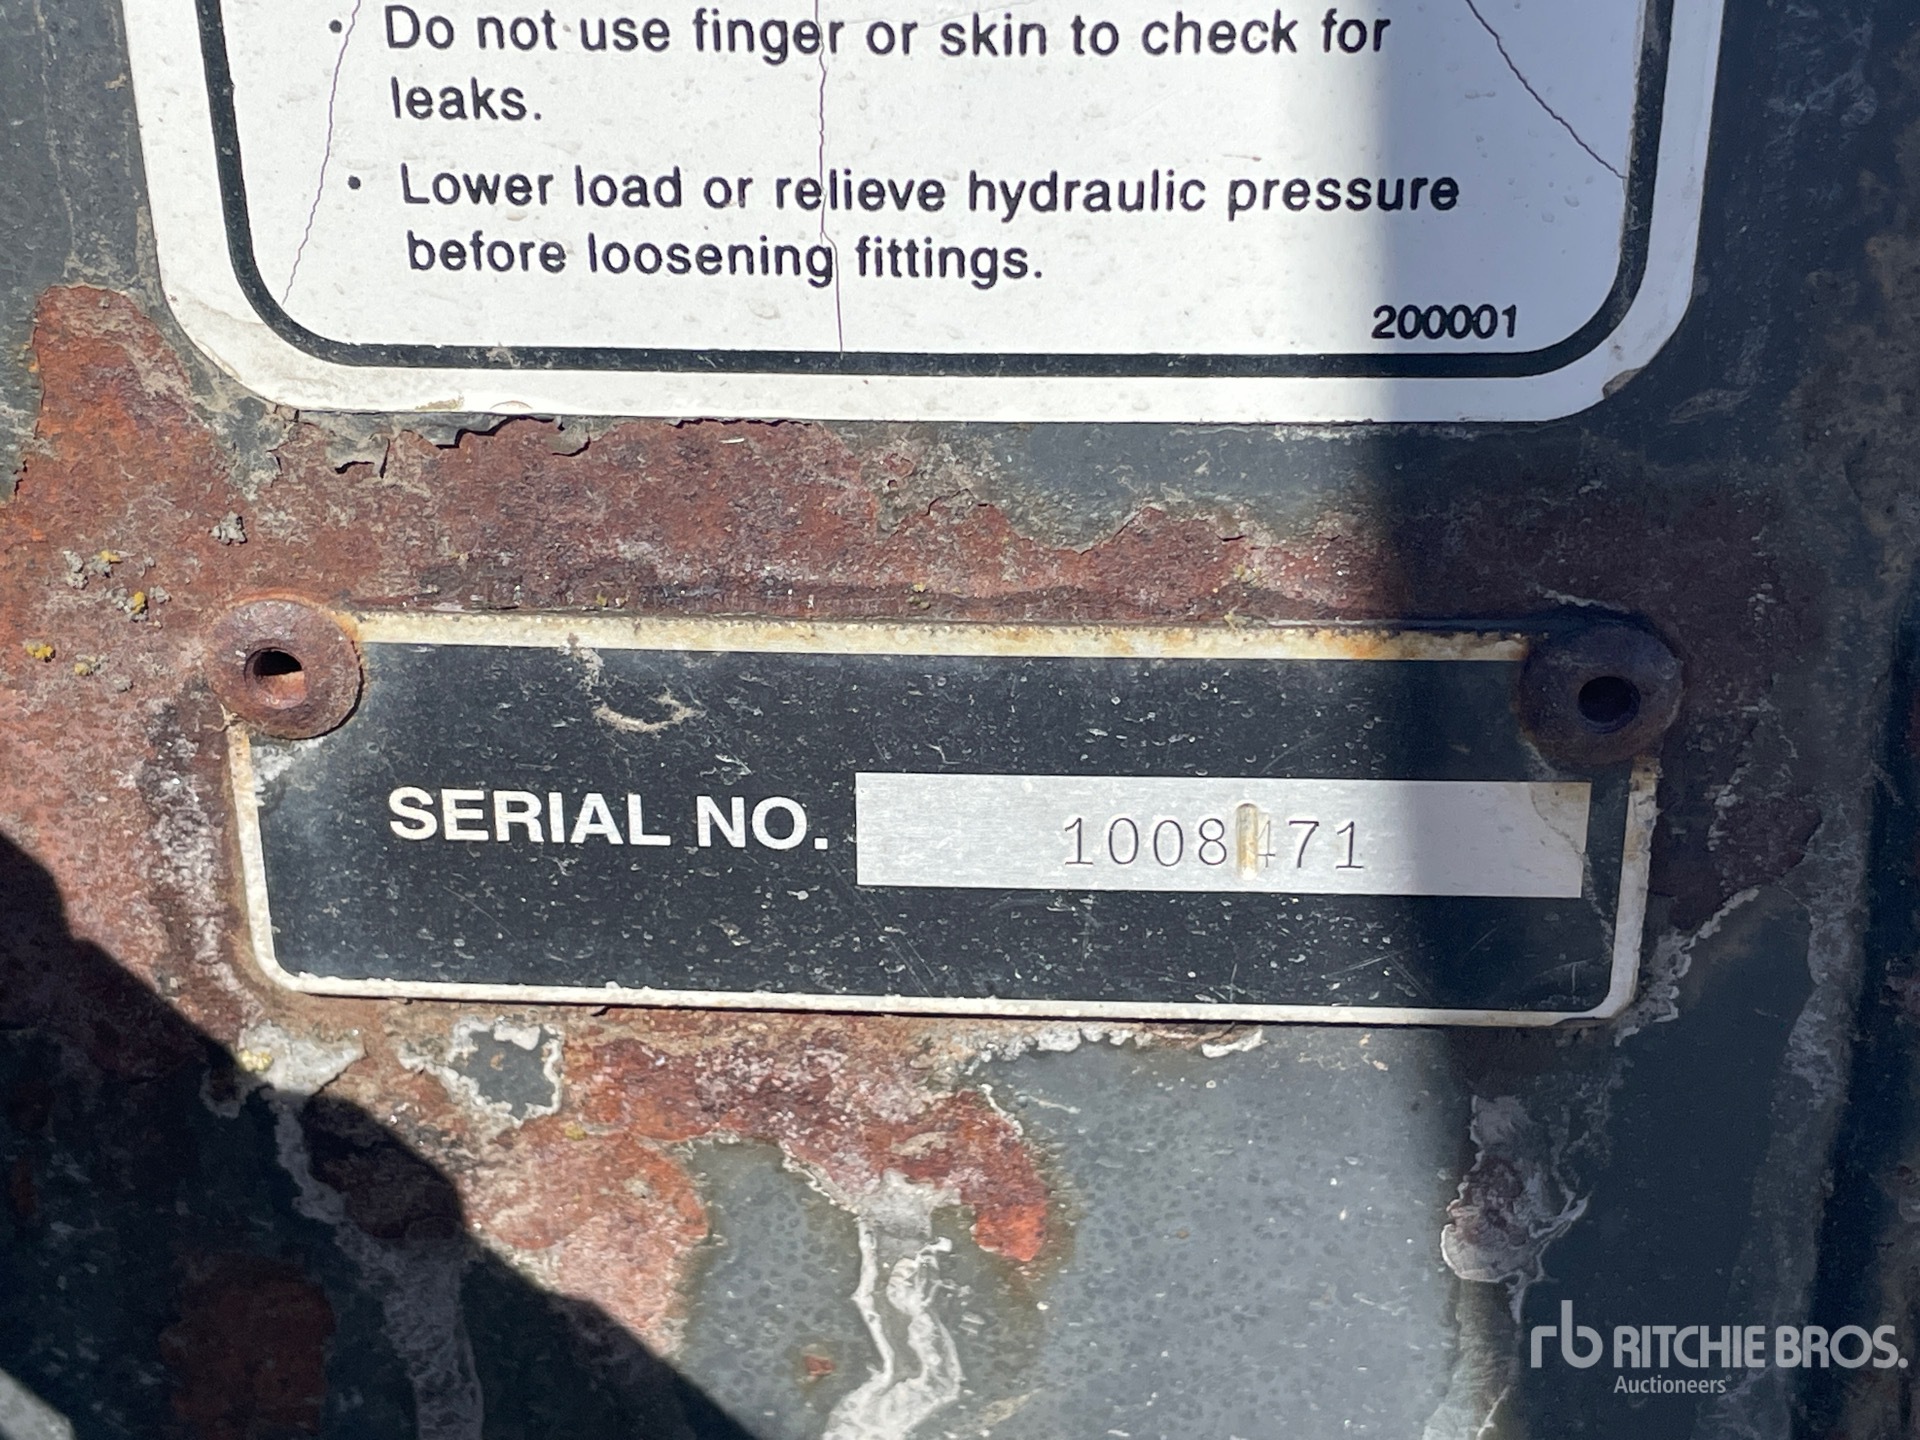 • Do not use finger or skin to check for
leaks.
• Lower load or relieve hydraulic pressure
before loosening fittings.
200001
SERIAL NO.
rb RITCHIE BROS.
Auctioneers